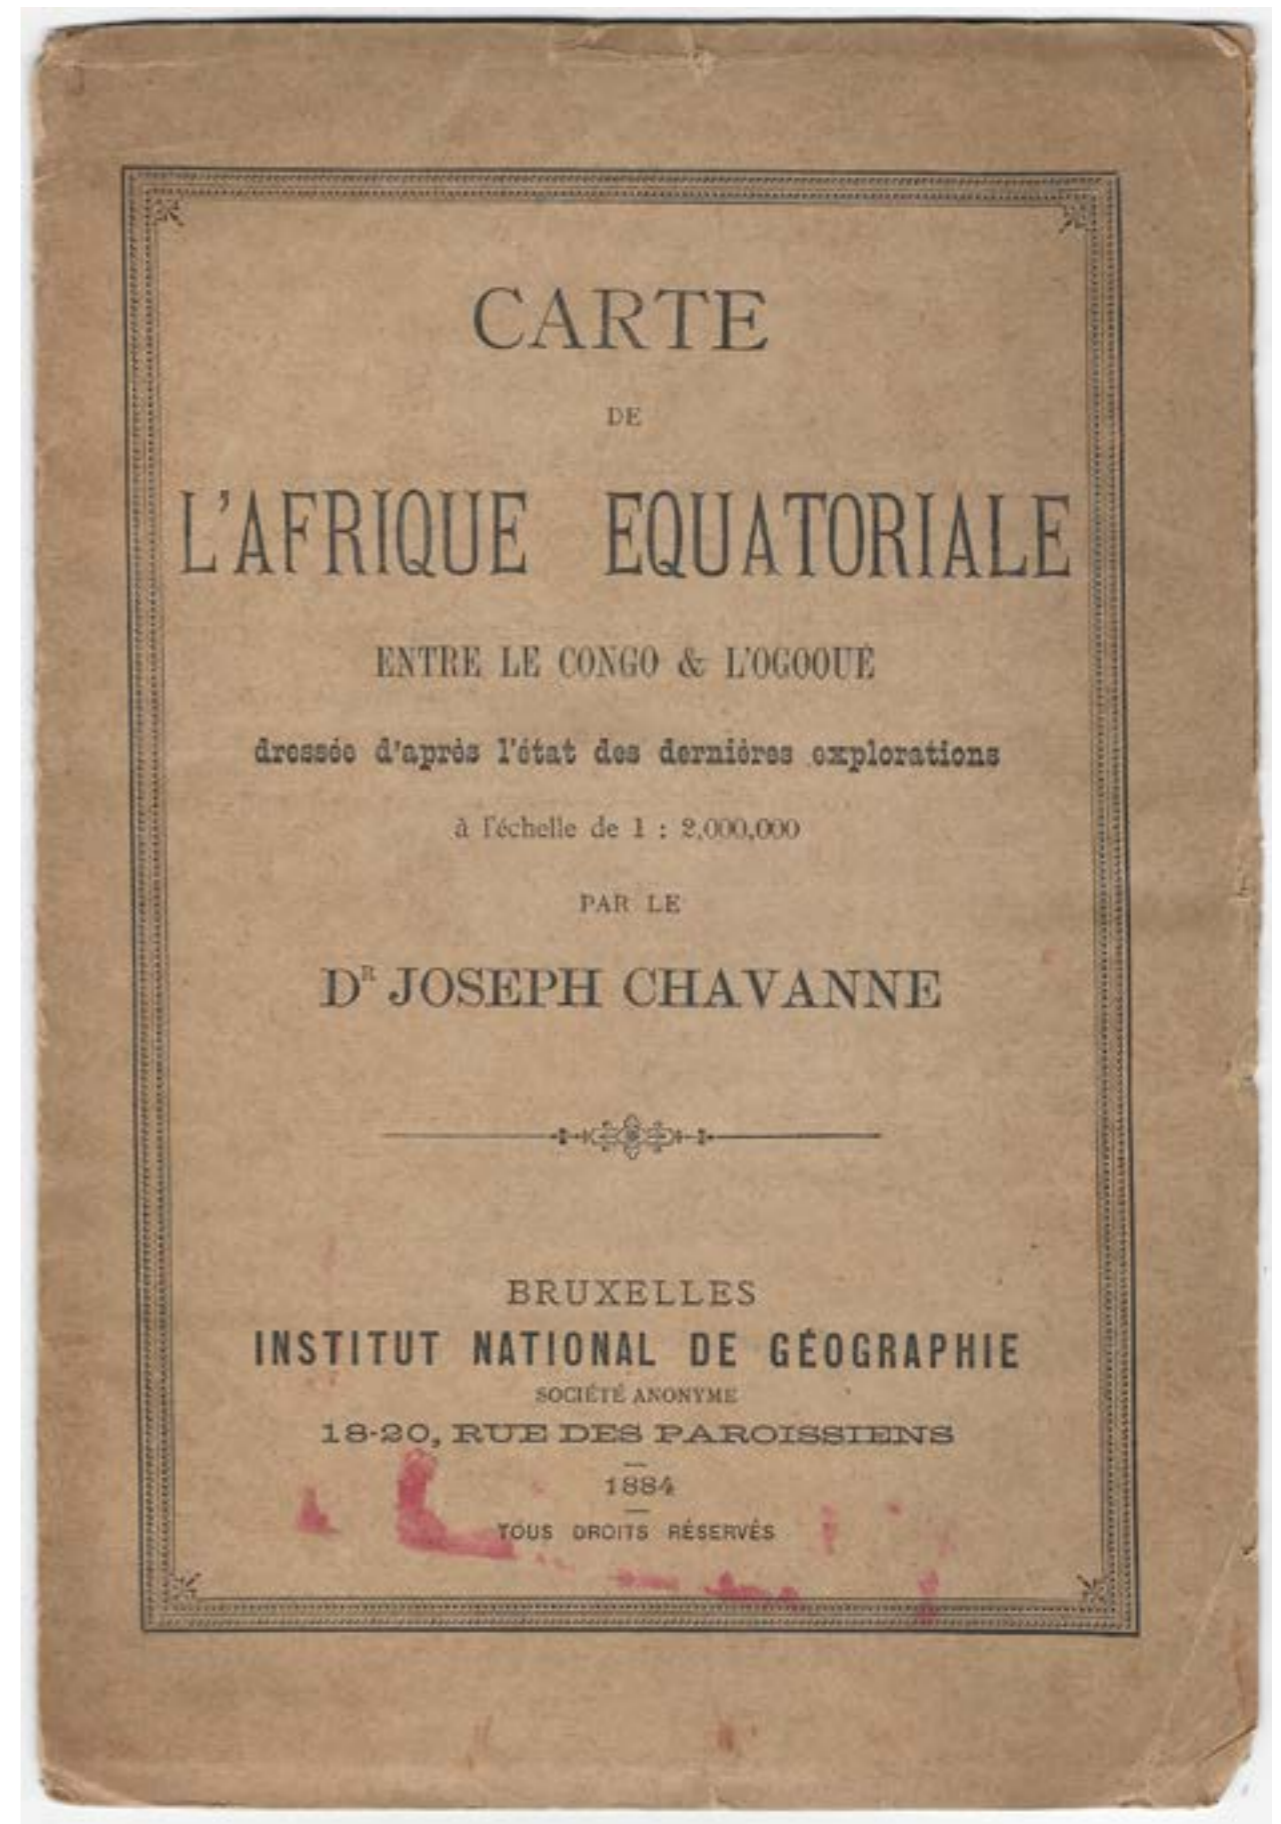 CARTE
DE
L'AFRIQUE EQUATORIALE
ENTRE LE CONGO & L'OGOOUÉ
dressée d'après l'état des dernières explorations
à l'échelle de 1 : 2,000,000
PAR LE
DR JOSEPH CHAVANNE
BRUXELLES
INSTITUT NATIONAL DE GÉOGRAPHIE
SOCIÉTÉ ANONYME
18-20, RUE DES PAROISSIENS
1884
TOUS DROITS RÉSERVÉS